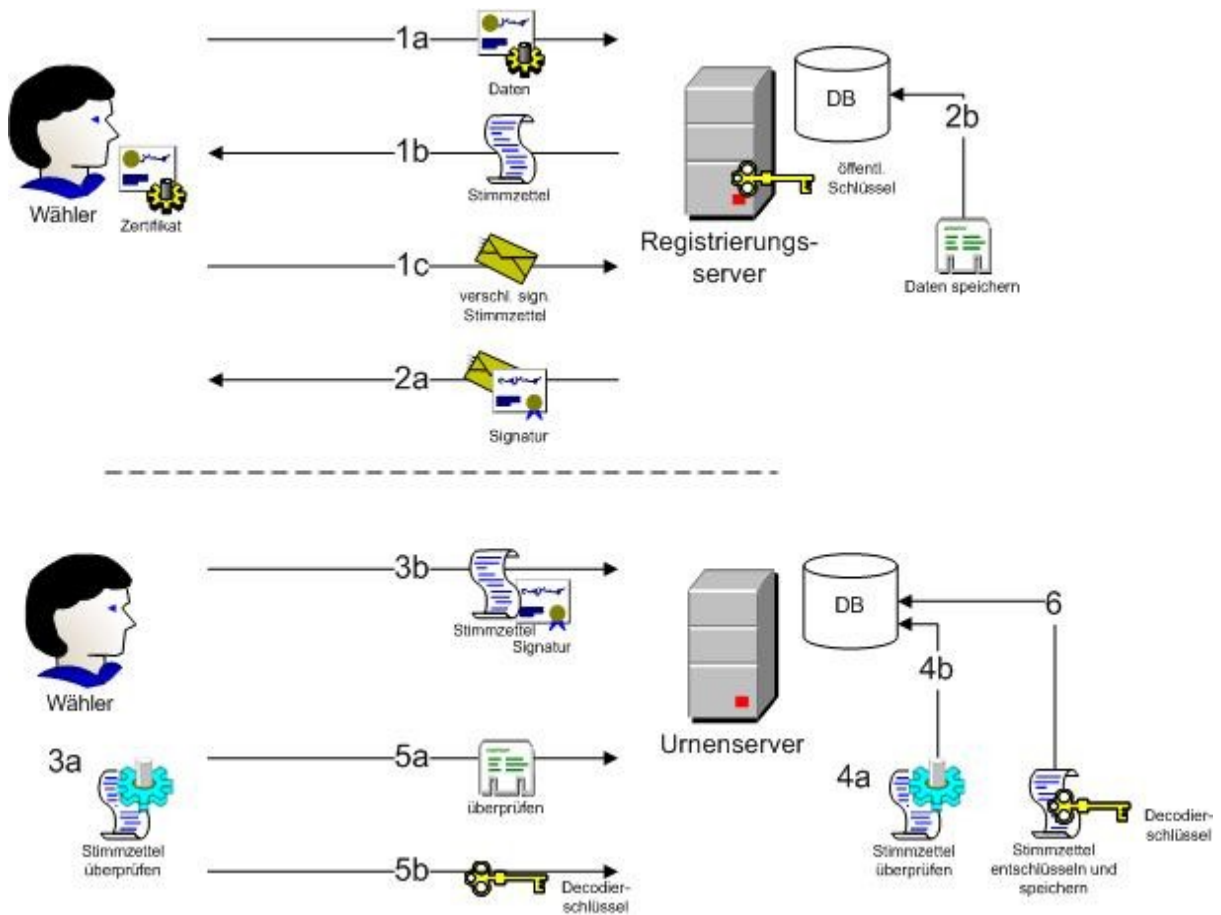 1a
Daten
1b
Stimmzettel
Wähler
Zertifikat
1c
verschl. sign.
Stimmzettel
2a
Signatur
DB
2b
öffentl.
Schlüssel
Registrierungs-
server
Daten speichern
3b
Stimmzettel
Signatur
Wähler
DB
6
4b
Urnenserver
3a
Stimmzettel
überprüfen
5a
überprüfen
5b
Decodier-
schlüssel
4a
Stimmzettel
überprüfen
Stimmzettel
entschlüsseln und
speichern
Decodier-
schlüssel